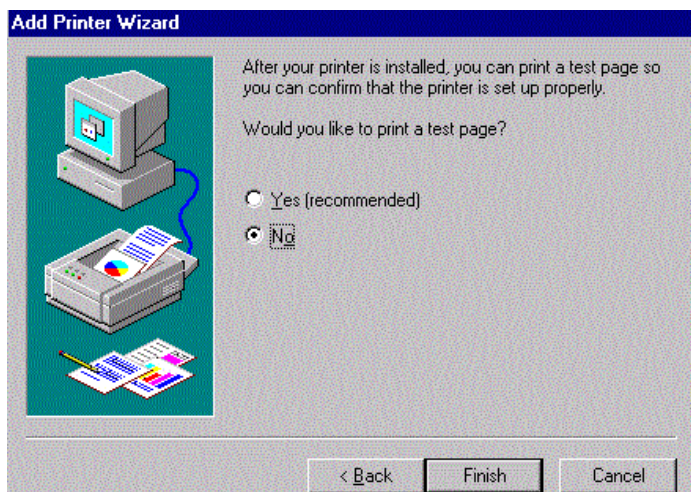 Add Printer Wizard
After your printer is installed, you can print a test page so
you can confirm that the printer is set up properly.
Would you like to print a test page?
Yes (recommended)
No
< Back Finish Cancel